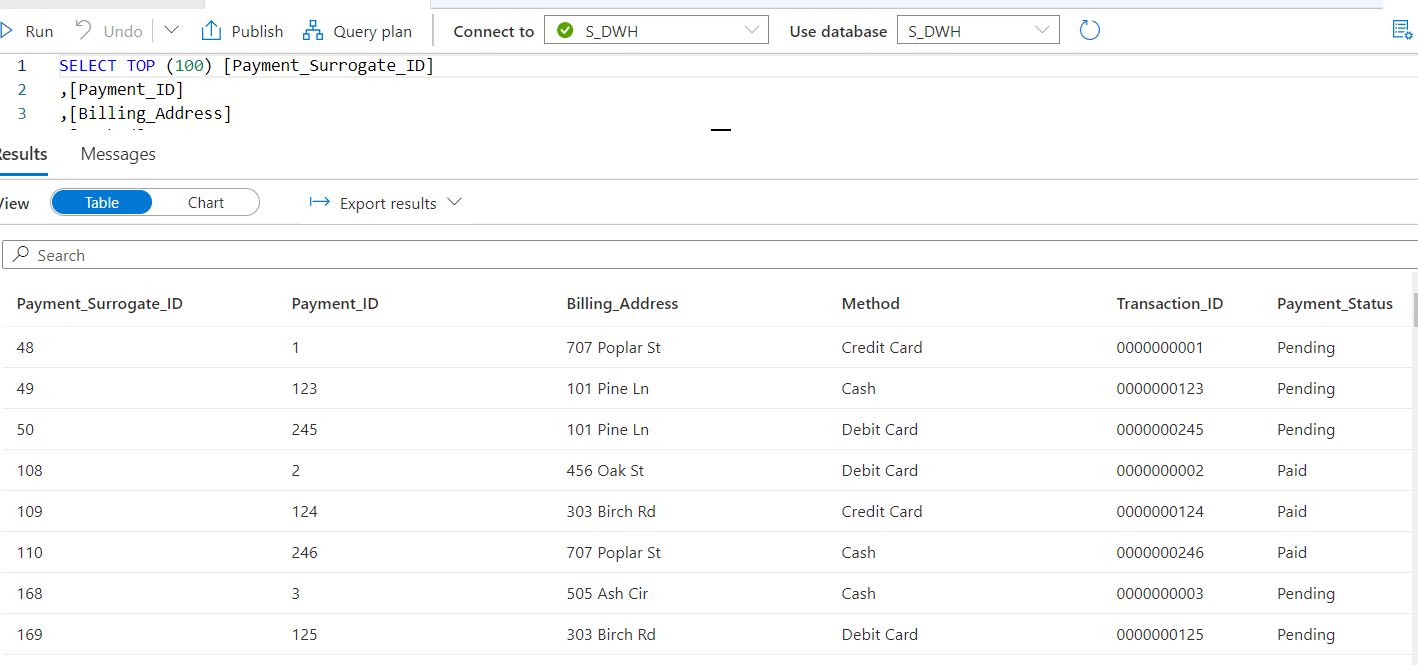 Run Undo Publish Query plan Connect to S_DWH Use database S_DWH
1 SELECT TOP (100) [Payment_Surrogate_ID]
2 ,[Payment_ID]
3 ,[Billing_Address]
Results Messages
View Table Chart Export results
Search
Payment_Surrogate_ID Payment_ID Billing_Address Method Transaction_ID Payment_Status
48 1 707 Poplar St Credit Card 0000000001 Pending
49 123 101 Pine Ln Cash 0000000123 Pending
50 245 101 Pine Ln Debit Card 0000000245 Pending
108 2 456 Oak St Debit Card 0000000002 Paid
109 124 303 Birch Rd Credit Card 0000000124 Paid
110 246 707 Poplar St Cash 0000000246 Paid
168 3 505 Ash Cir Cash 0000000003 Pending
169 125 303 Birch Rd Debit Card 0000000125 Pending